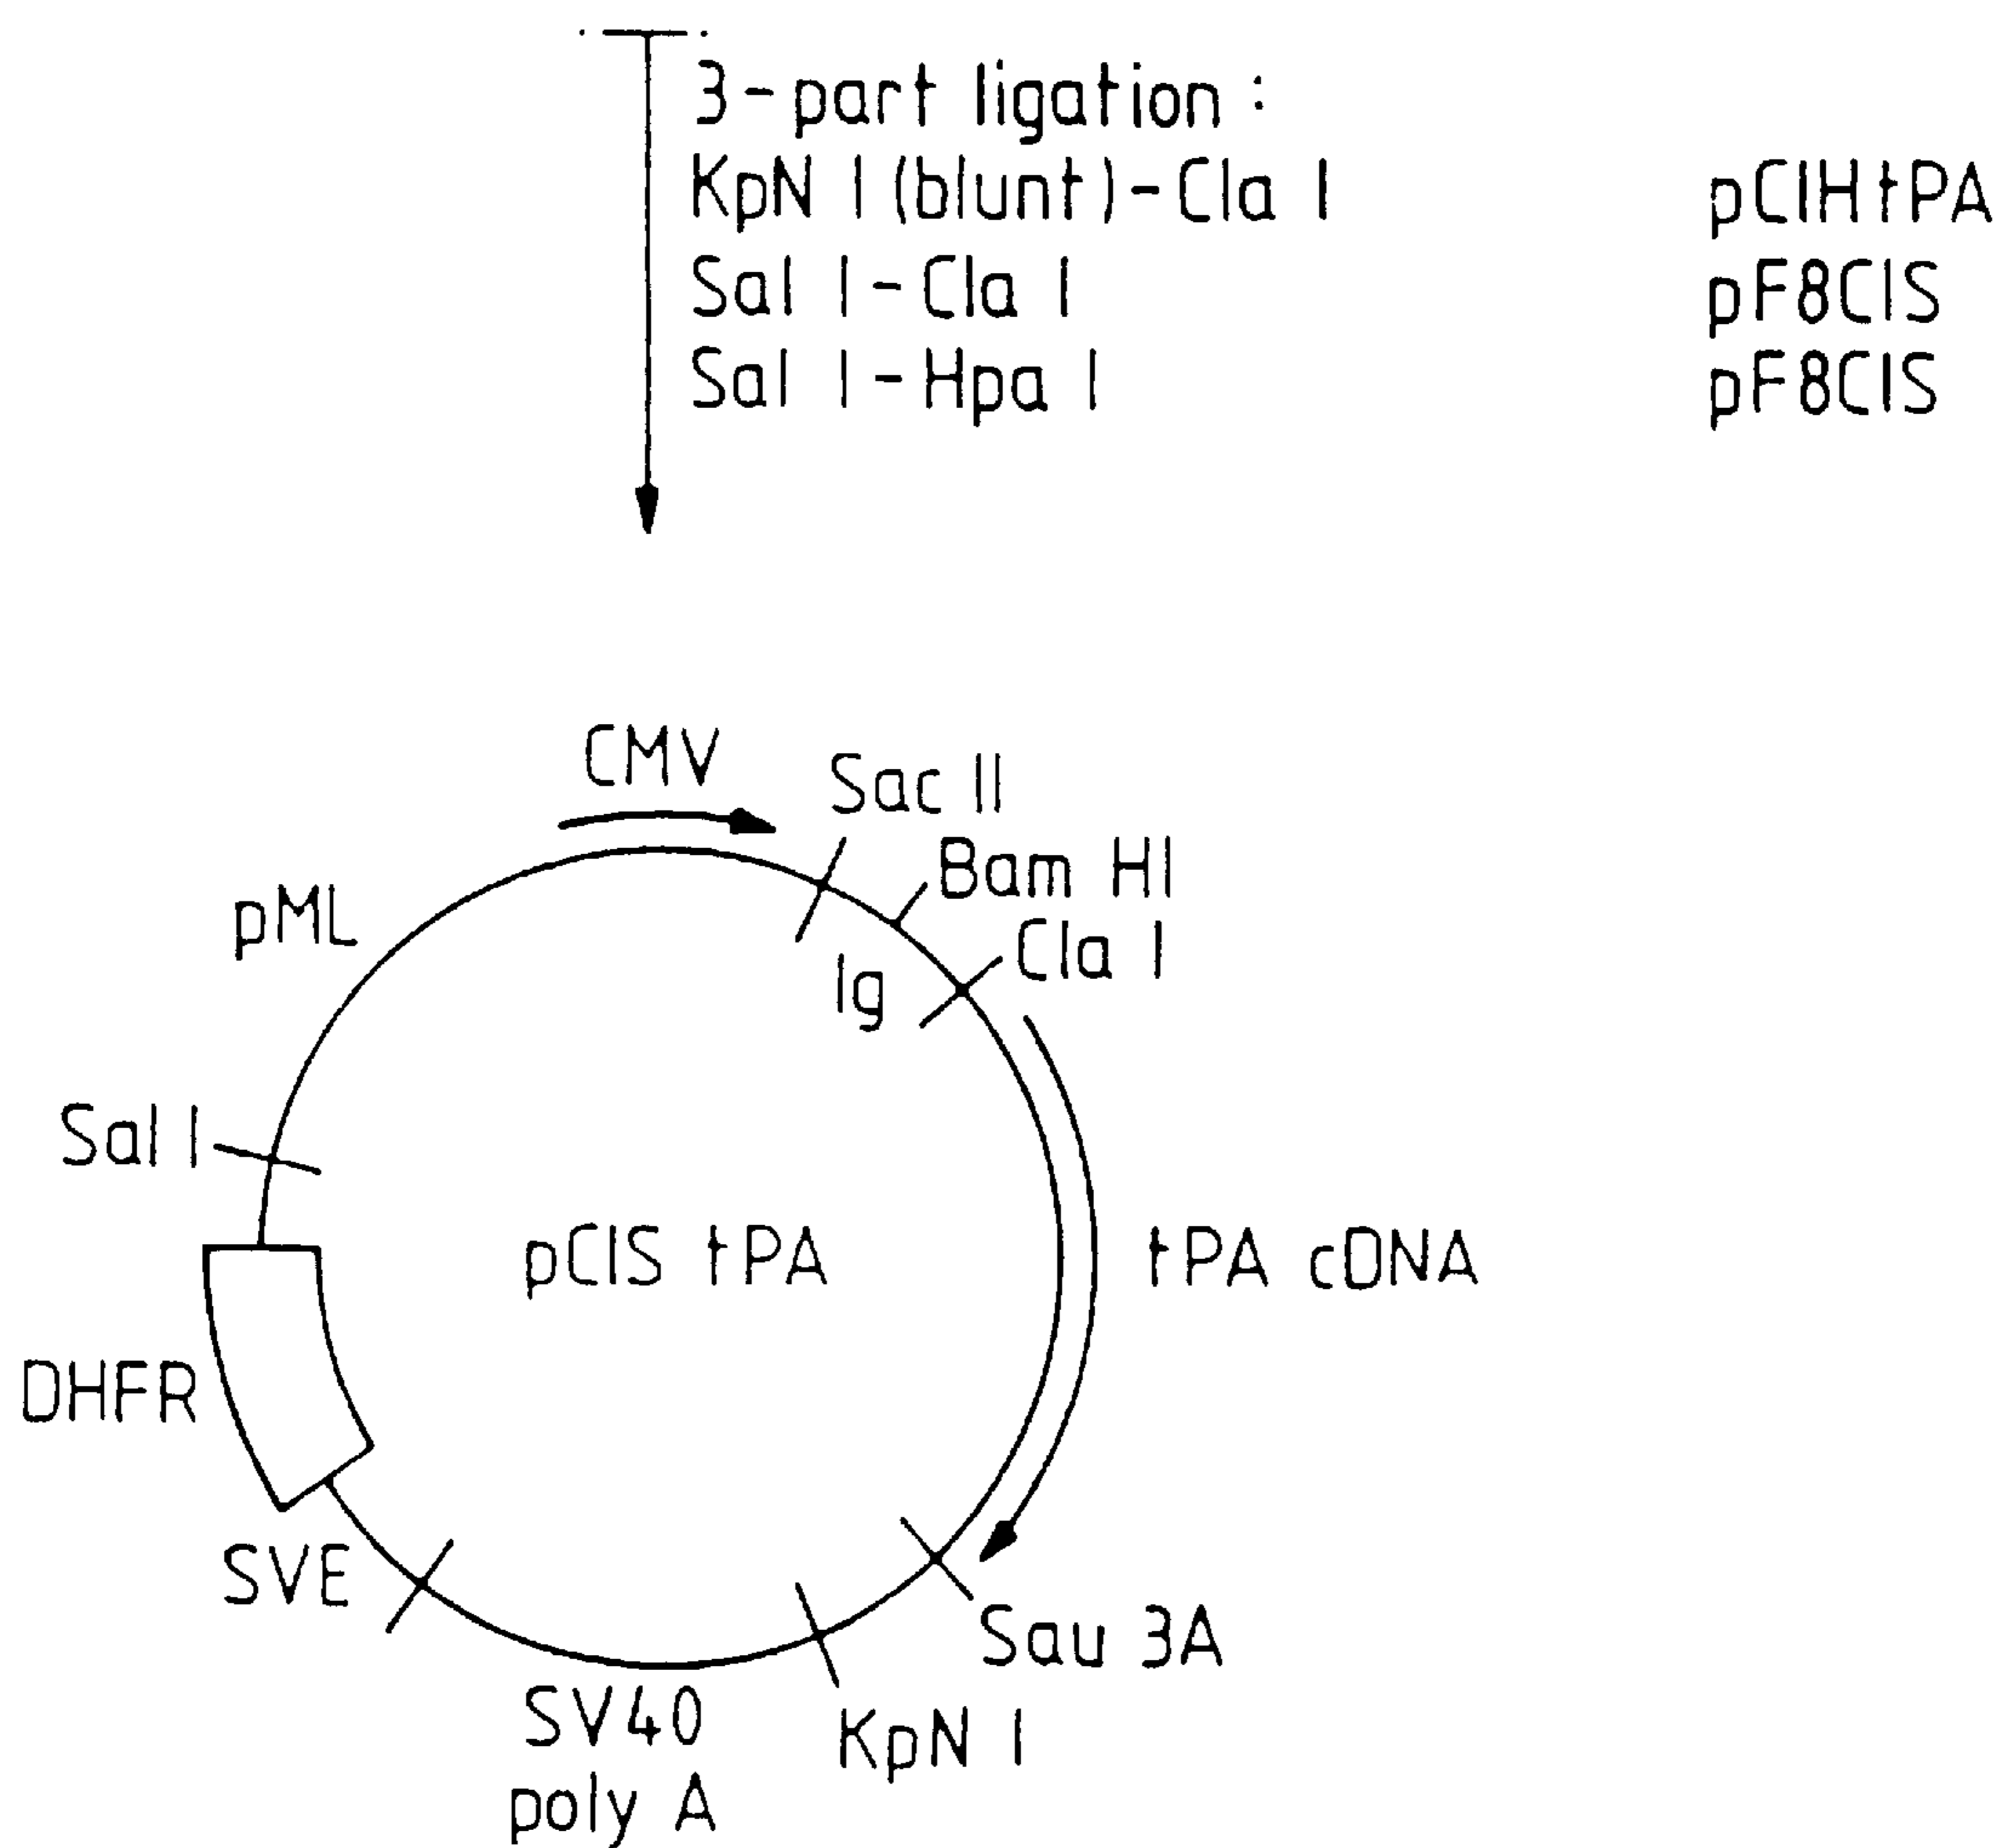 3-part ligation :
KpN I (blunt)-Cla I pCIHtPA
Sal I-Cla I pF8CIS
Sal I-Hpa I pF8CIS
CMV
Sac II
Bam HI
Cla I
pML
Ig
Sal I
pCIS tPA
tPA cDNA
DHFR
SVE
Sau 3A
KpN I
SV40
poly A